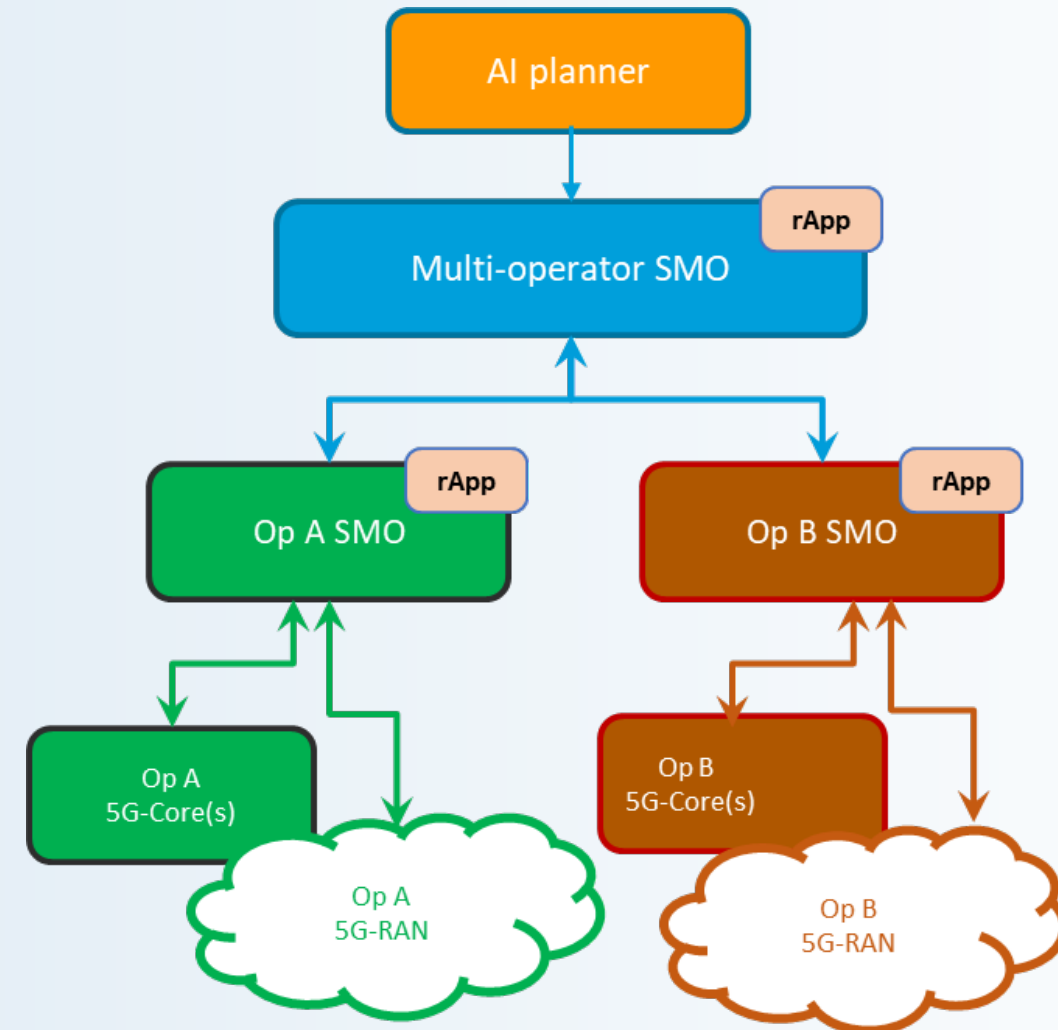 AI planner
rApp
Multi-operator SMO
rApp
Op A SMO
rApp
Op B SMO
Op A
5G-Core(s)
Op B
5G-Core(s)
Op A
5G-RAN
Op B
5G-RAN